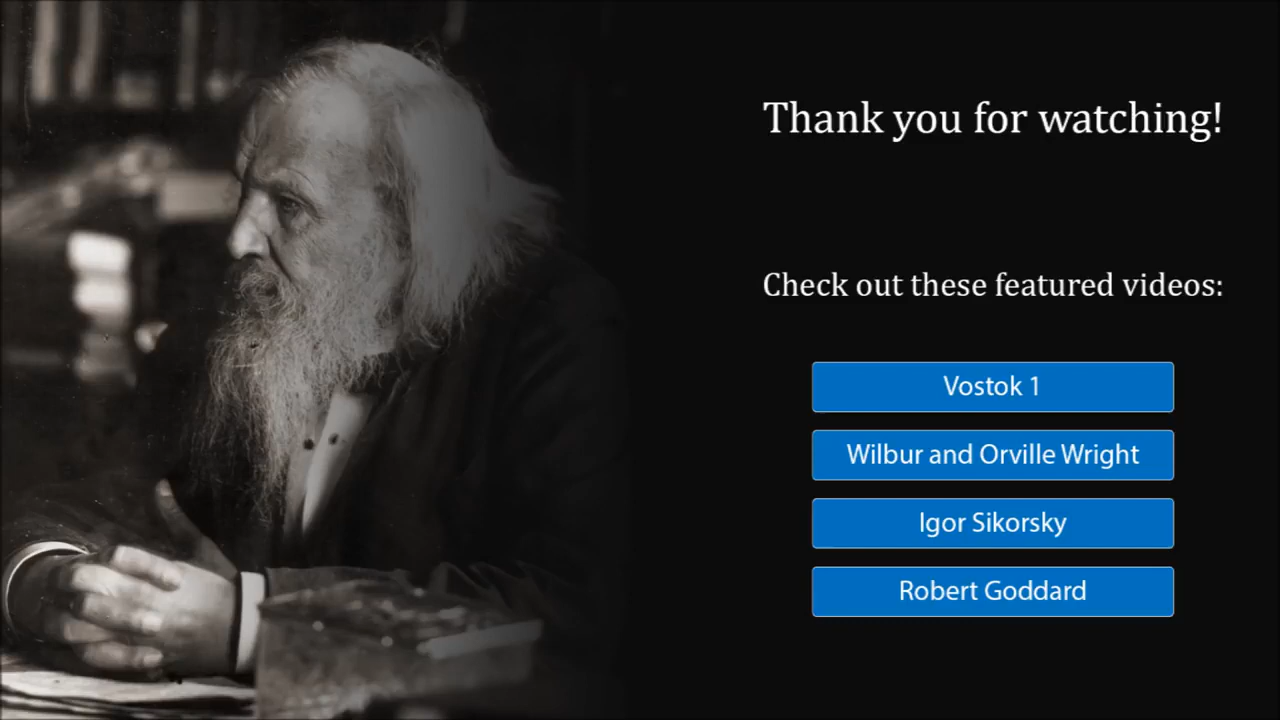 Thank you for watching!
Check out these featured videos:
Vostok 1
Wilbur and Orville Wright
Igor Sikorsky
Robert Goddard